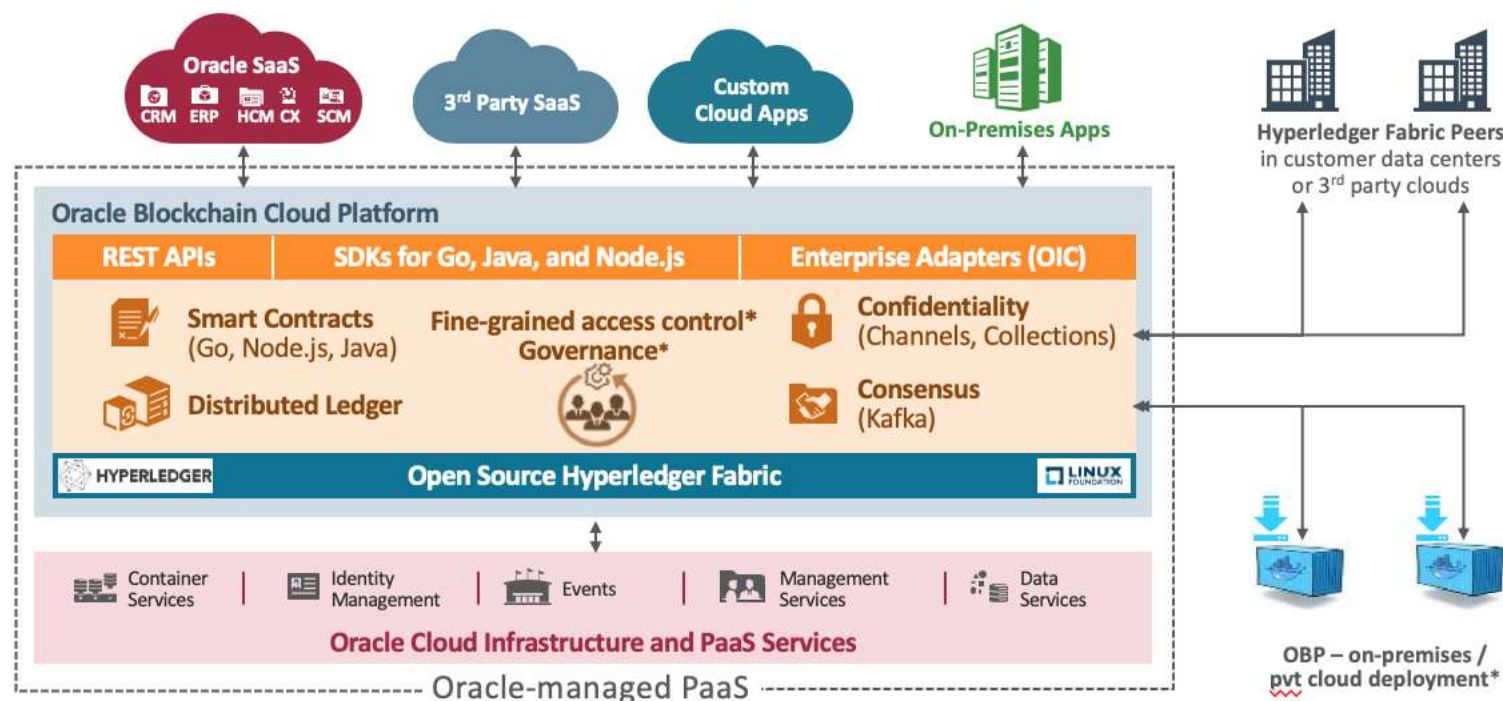 Oracle SaaS
CRM ERP HCM CX SCM
3rd Party SaaS
Custom
Cloud Apps
On-Premises Apps
Hyperledger Fabric Peers
in customer data centers
or 3rd party clouds
Oracle Blockchain Cloud Platform
REST APIs
SDKs for Go, Java, and Node.js
Enterprise Adapters (OIC)
Smart Contracts
(Go, Node.js, Java)
Distributed Ledger
Fine-grained access control*
Governance*
Confidentiality
(Channels, Collections)
Consensus
(Kafka)
HYPERLEDGER
Open Source Hyperledger Fabric
LINUX
FOUNDATION
Container
Services
Identity
Management
Events
Management
Services
Data
Services
Oracle Cloud Infrastructure and PaaS Services
Oracle-managed PaaS
OBP – on-premises /
pvt cloud deployment*